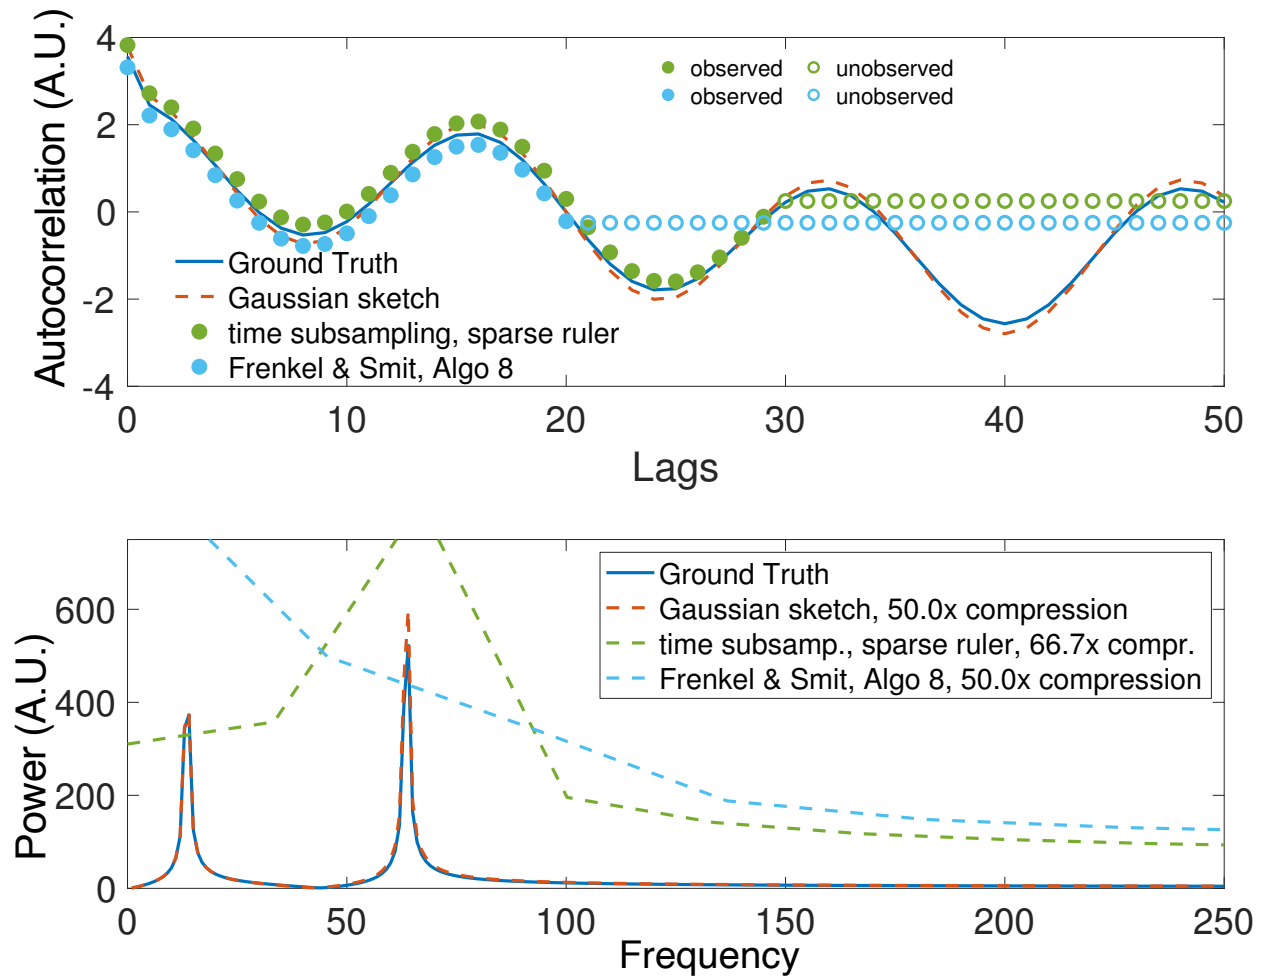 Autocorrelation (A.U.)
4
2
0
-2
-4
observed unobserved
observed unobserved
Ground Truth
Gaussian sketch
time subsampling, sparse ruler
Frenkel & Smit, Algo 8
0 10 20 30 40 50
Lags
Power (A.U.)
600
400
200
0
Ground Truth
Gaussian sketch, 50.0x compression
time subsamp., sparse ruler, 66.7x compr.
Frenkel & Smit, Algo 8, 50.0x compression
0 50 100 150 200 250
Frequency